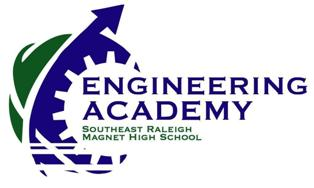 ENGINEERING
ACADEMY
SOUTHEAST RALEIGH
MAGNET HIGH SCHOOL